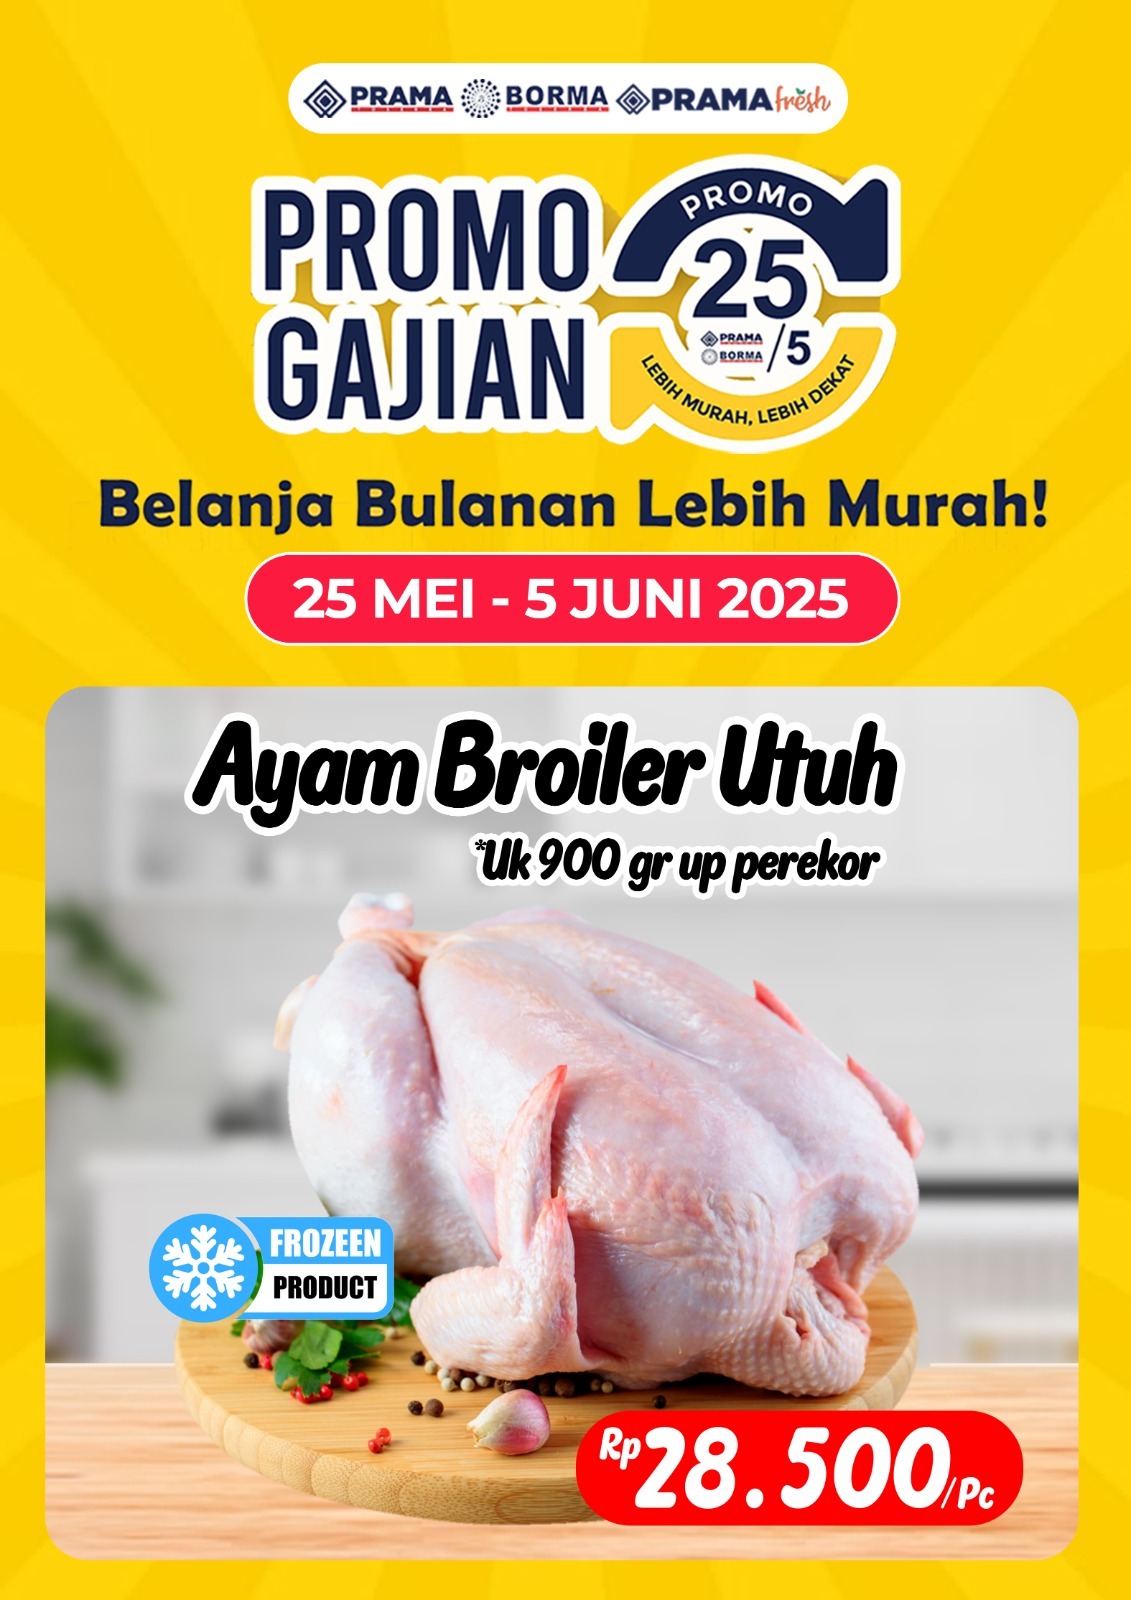 PRAMA BORMA PRAMA fresh
PROMO
GAJIAN
PROMO
25
/5
PRAMA
BORMA
LEBIH MURAH, LEBIH DEKAT
Belanja Bulanan Lebih Murah!
25 MEI - 5 JUNI 2025
Ayam Broiler Utuh
*Uk 900 gr up perekor
FROZEEN
PRODUCT
Rp28.500/Pc